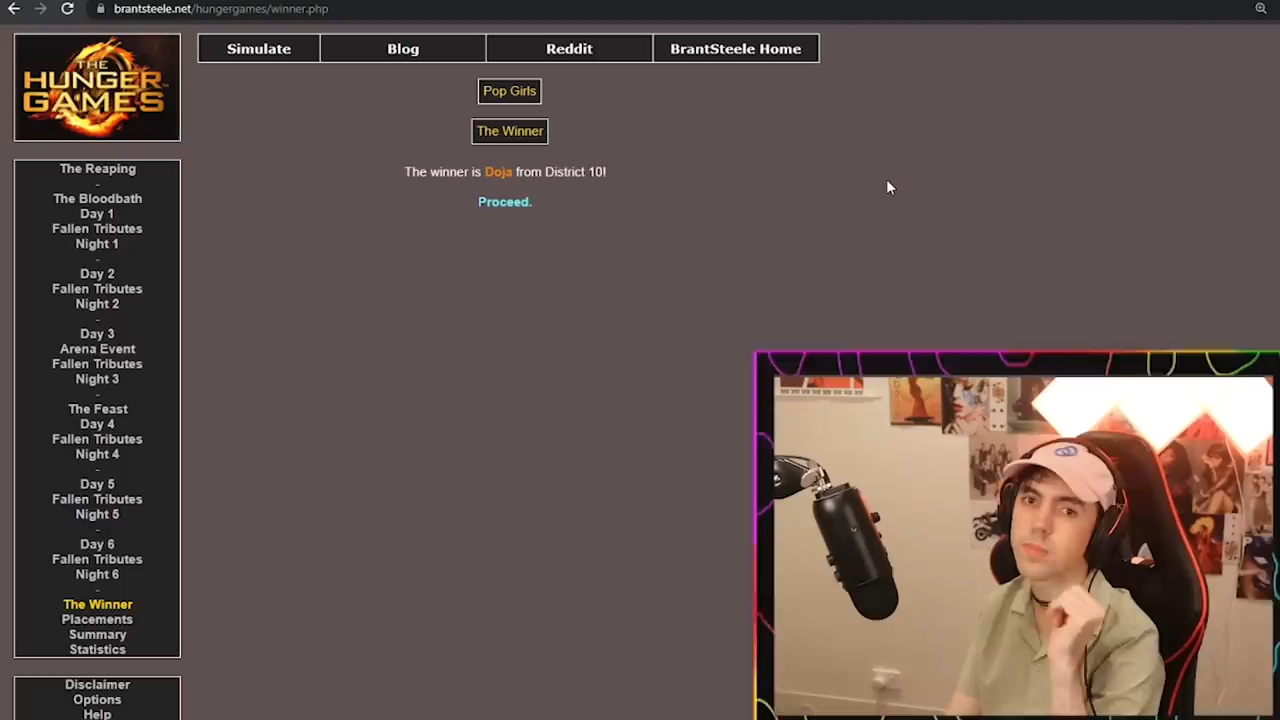 brantsteele.net/hungergames/winner.php
THE
HUNGER
GAMES
Simulate
Blog
Reddit
BrantSteele Home
Pop Girls
The Winner
The winner is Doja from District 10!
Proceed.
The Reaping
-
The Bloodbath
Day 1
Fallen Tributes
Night 1
-
Day 2
Fallen Tributes
Night 2
-
Day 3
Arena Event
Fallen Tributes
Night 3
-
The Feast
Day 4
Fallen Tributes
Night 4
-
Day 5
Fallen Tributes
Night 5
-
Day 6
Fallen Tributes
Night 6
-
The Winner
Placements
Summary
Statistics
Disclaimer
Options
Help